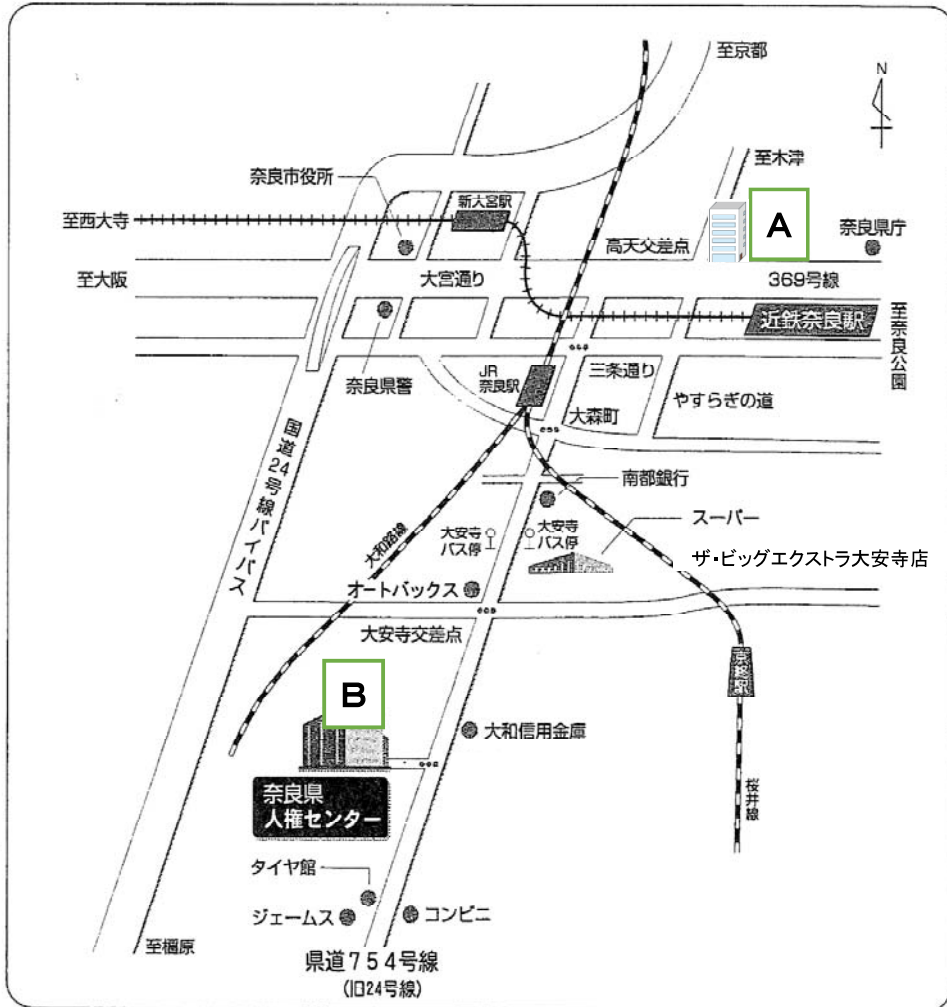 至京都
N
至木津
奈良市役所
新大宮駅
A
至西大寺
高天交差点
奈良県庁
至大阪
大宮通り
369号線
近鉄奈良駅
至奈良公園
奈良県警
JR
奈良駅
三条通り
大森町
やすらぎの道
国道24号線バイパス
南都銀行
大安寺
バス停
大安寺
バス停
スーパー
大和路線
ザ・ビッグエクストラ大安寺店
オートバックス
大安寺交差点
京終駅
B
大和信用金庫
奈良県
人権センター
桜井線
タイヤ館
ジェームス
コンビニ
至橿原
県道754号線
(旧24号線)